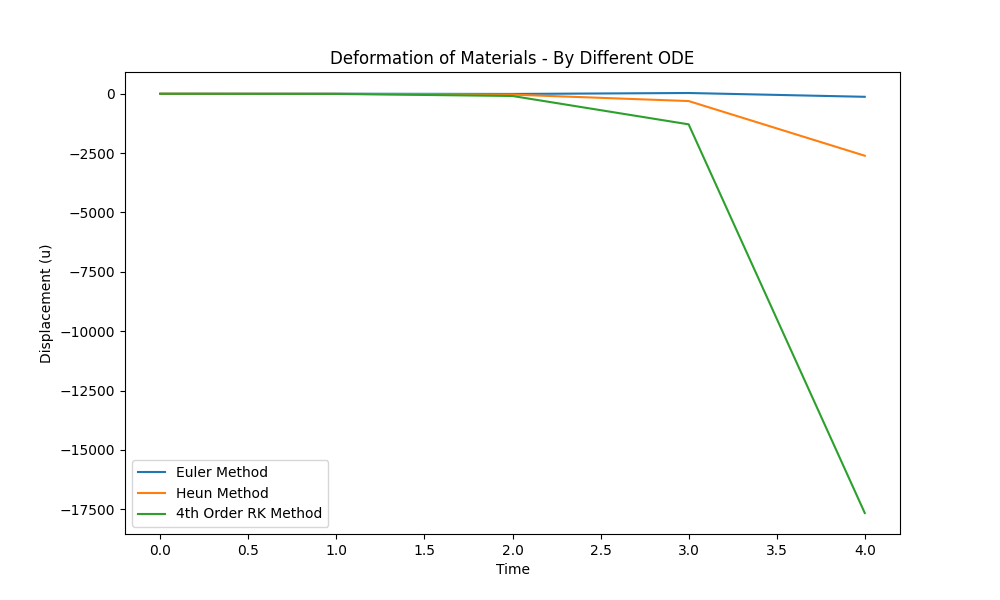 Deformation of Materials - By Different ODE
0
−2500
−5000
−7500
−10000
−12500
−15000
−17500
Displacement (u)
Euler Method
Heun Method
4th Order RK Method
0.0 0.5 1.0 1.5 2.0 2.5 3.0 3.5 4.0
Time